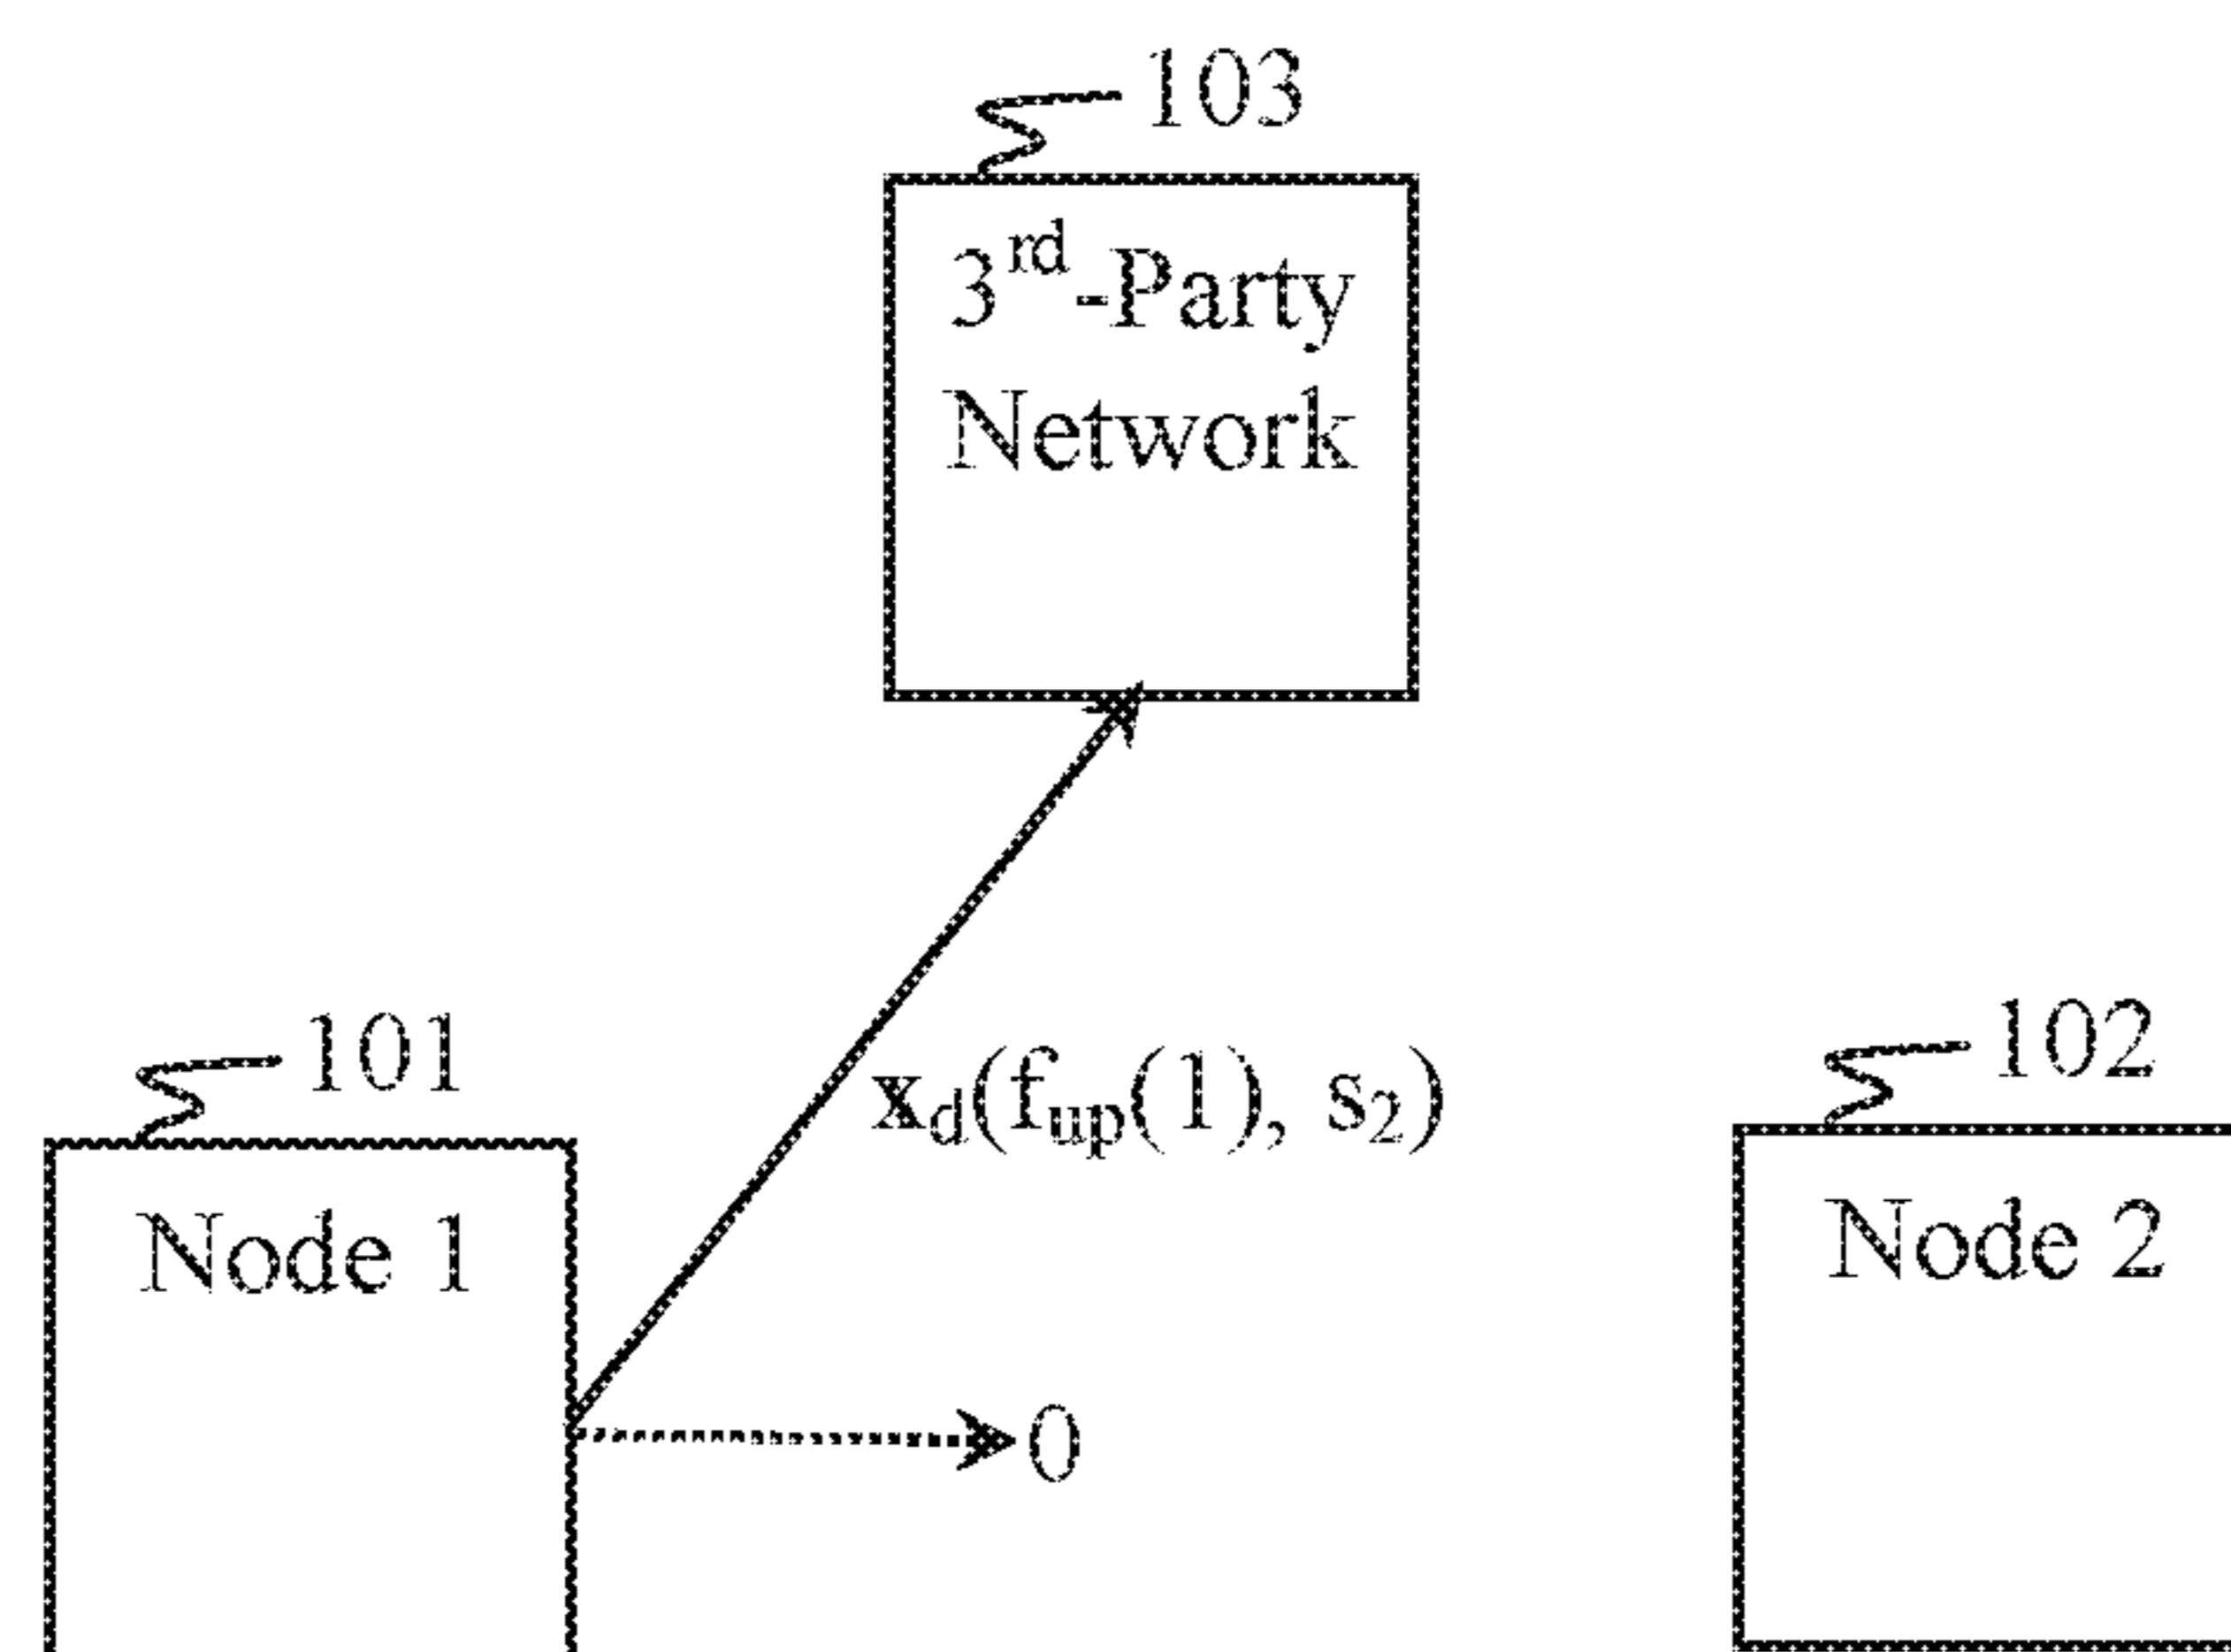 103
3rd-Party
Network
101
102
xd(fup(1), s2)
Node 1
Node 2
0